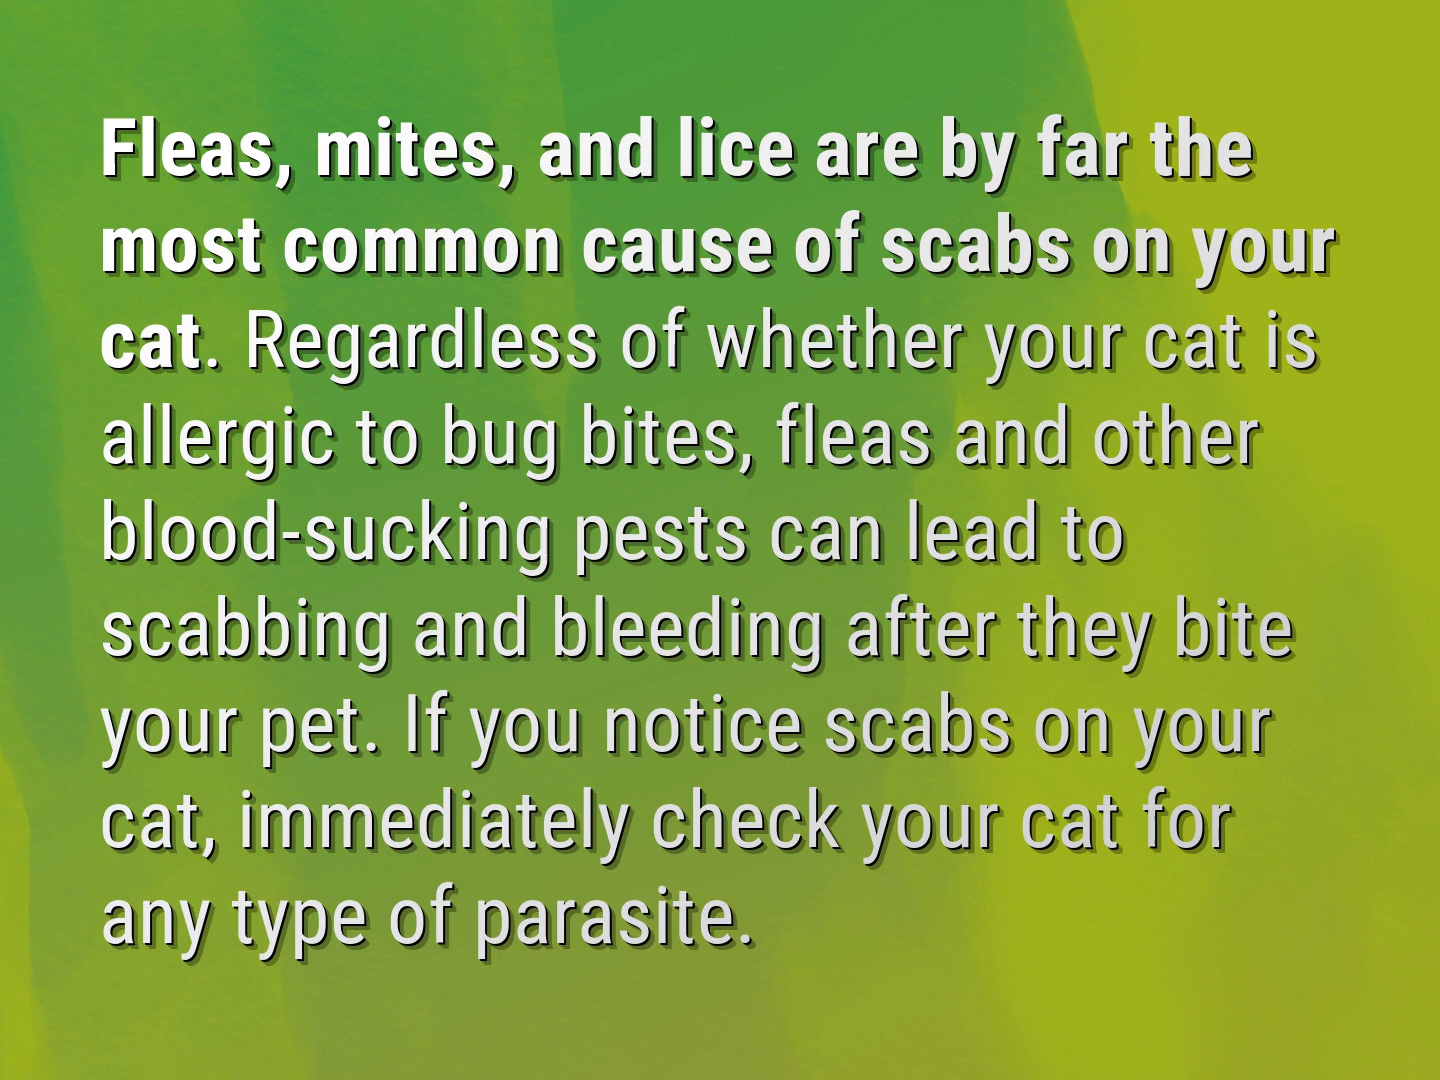 Fleas, mites, and lice are by far the
most common cause of scabs on your
cat. Regardless of whether your cat is
allergic to bug bites, fleas and other
blood-sucking pests can lead to
scabbing and bleeding after they bite
your pet. If you notice scabs on your
cat, immediately check your cat for
any type of parasite.